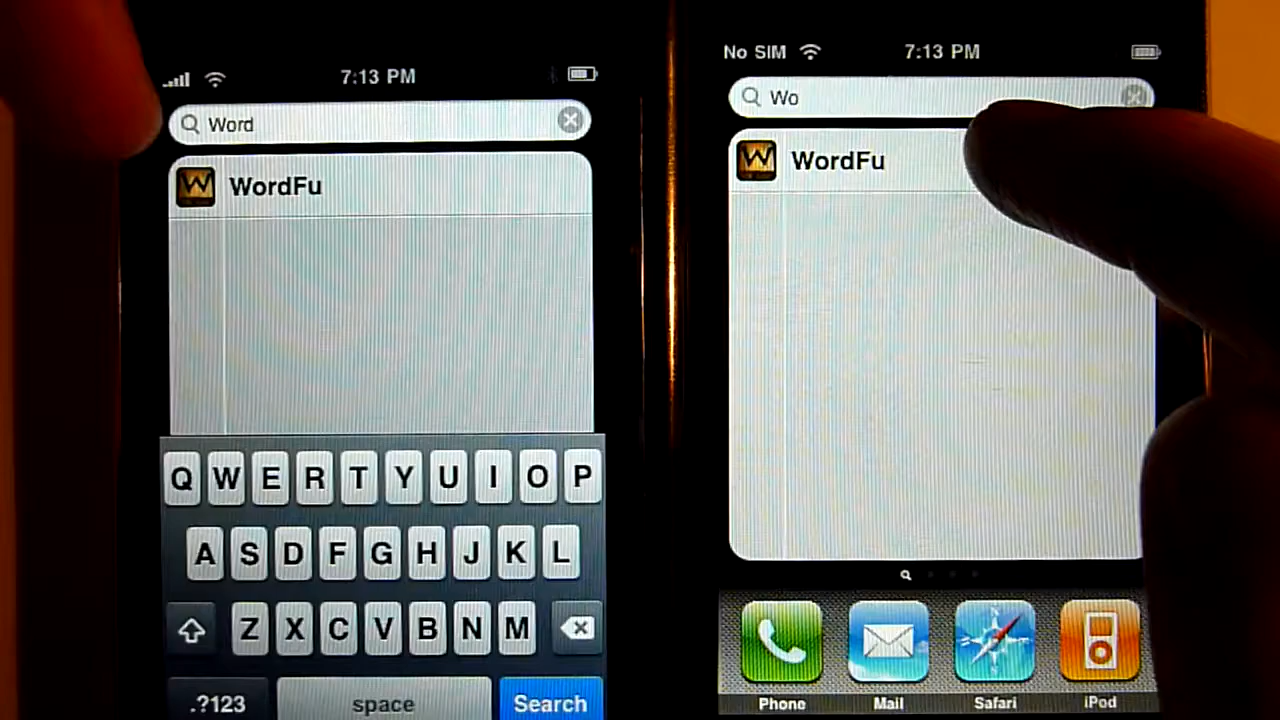 7:13 PM
Word
W WordFu
Q W E R T Y U I O P
A S D F G H J K L
Z X C V B N M
.?123 space Search
No SIM 7:13 PM
Wo
W WordFu
Phone Mail Safari iPod